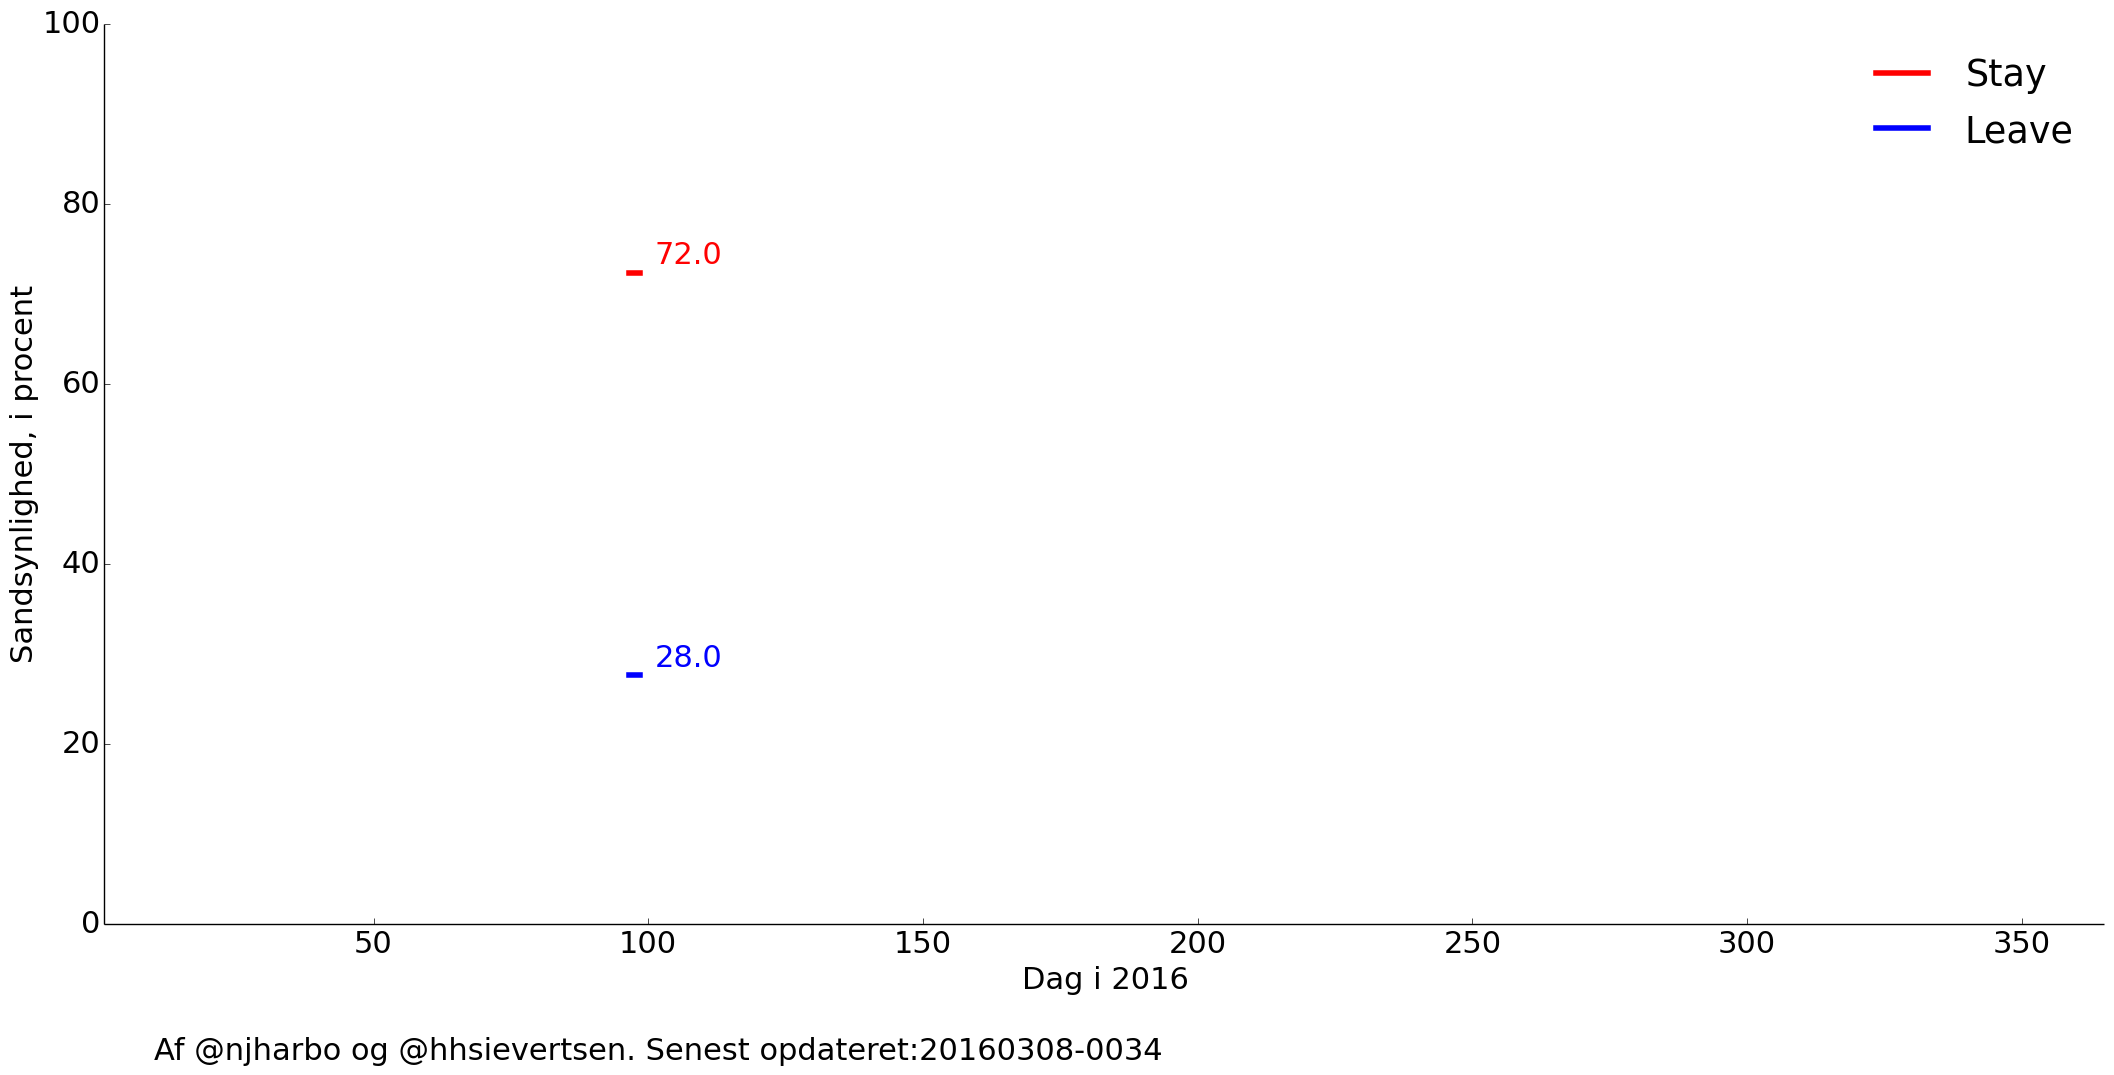 100
80
60
40
20
0
Sandsynlighed, i procent
Stay
Leave
72.0
28.0
50 100 150 200 250 300 350
Dag i 2016
Af @njharbo og @hhsievertsen. Senest opdateret:20160308-0034